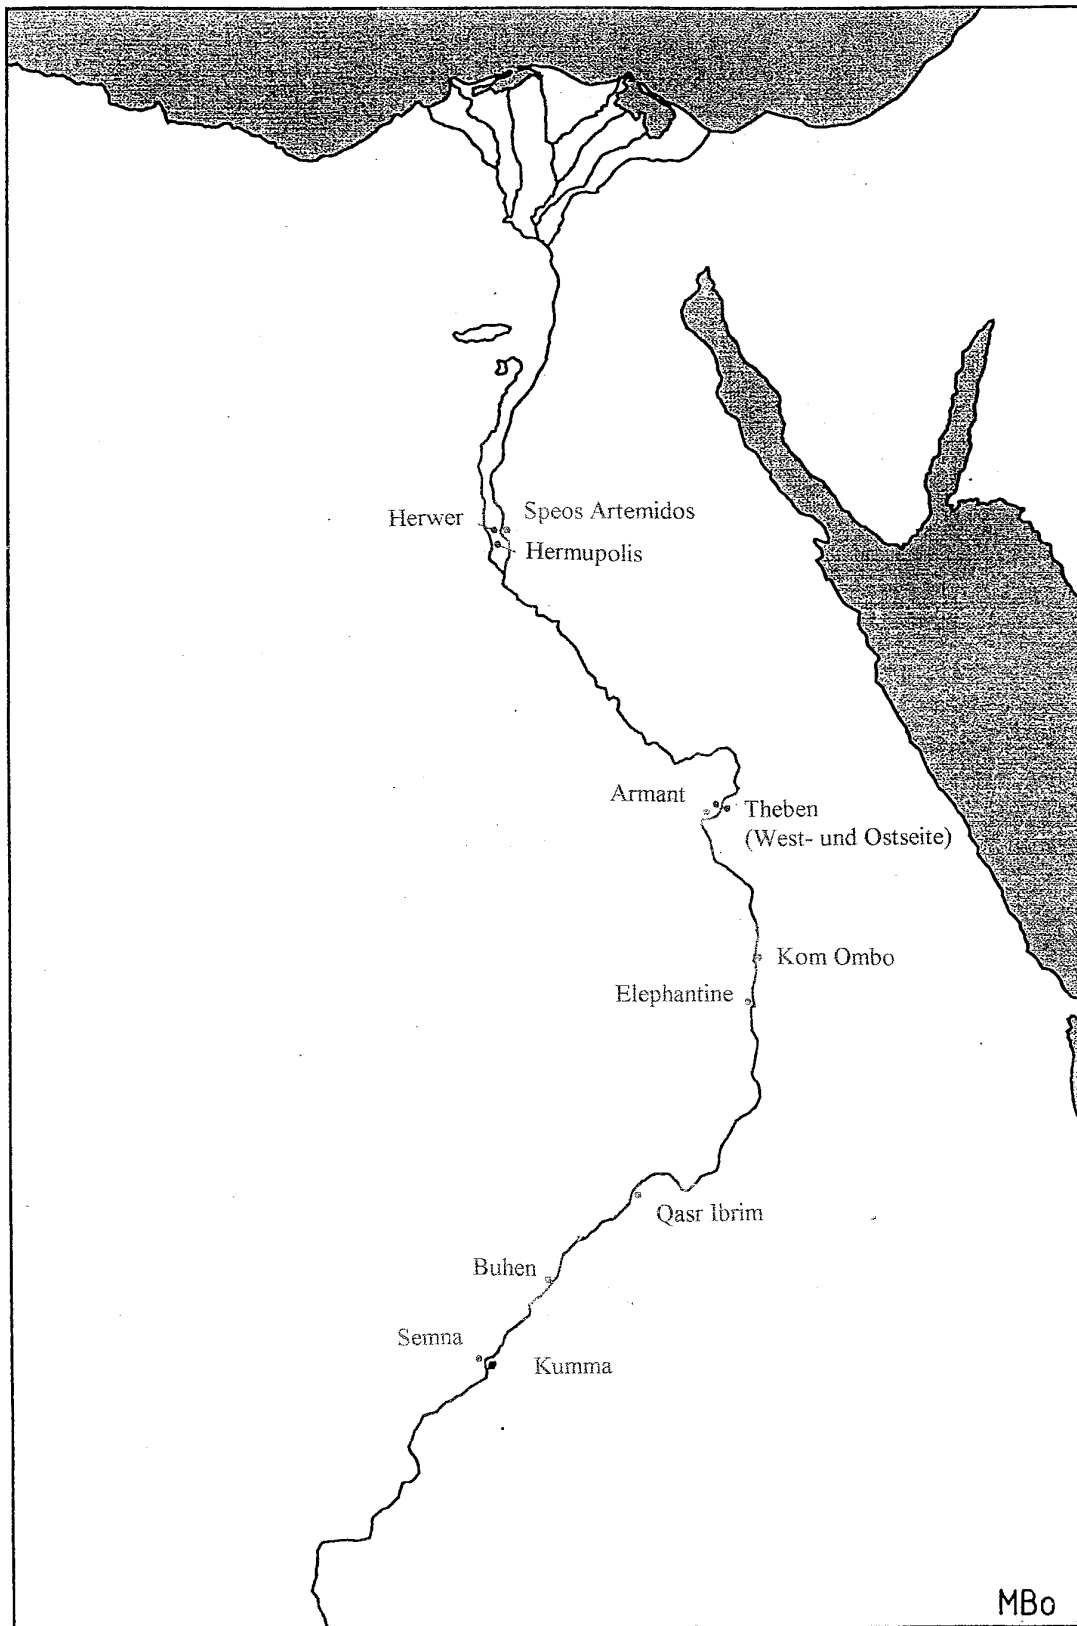 Herwer
Speos Artemidos
Hermupolis
Armant
Theben
(West- und Ostseite)
Kom Ombo
Elephantine
Qasr Ibrim
Buhen
Semna
Kumma
MBo